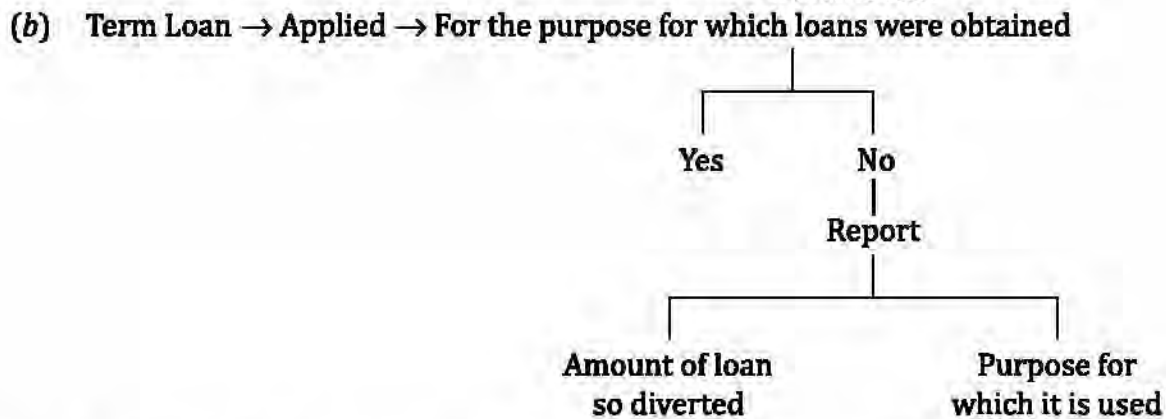 (b) Term Loan → Applied → For the purpose for which loans were obtained
Yes No
Report
Amount of loan Purpose for
so diverted which it is used